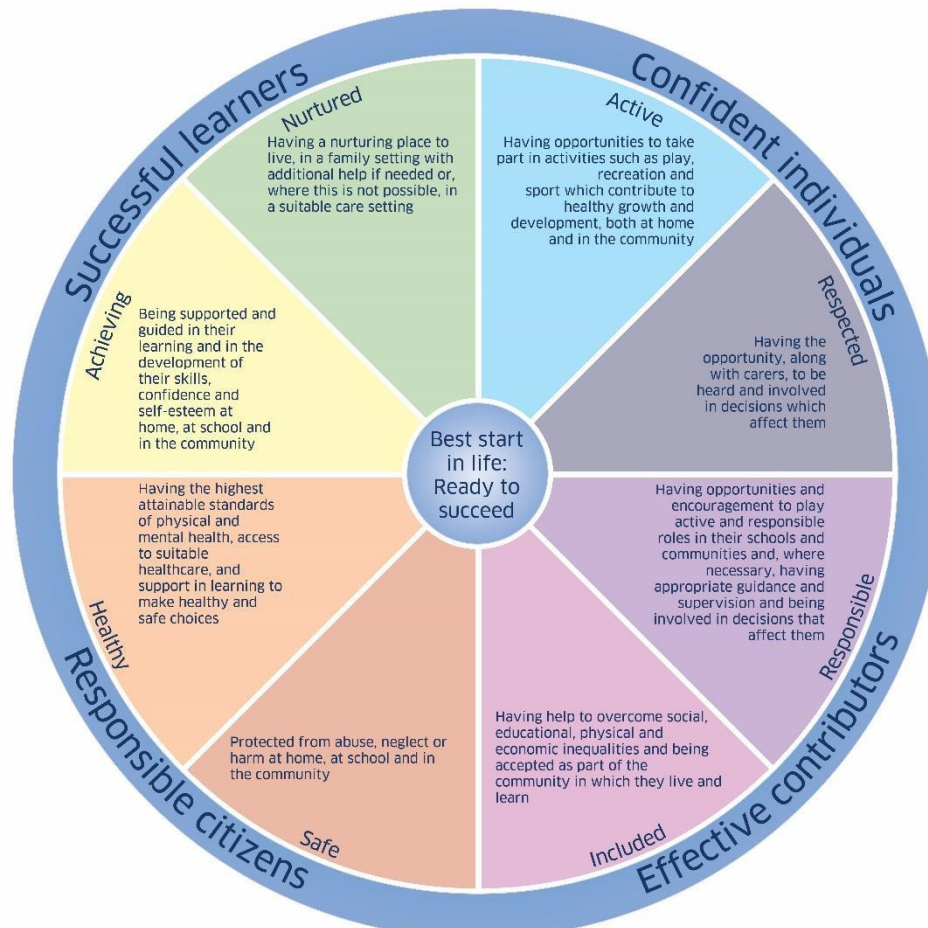 Successful learners
Confident individuals
Nurtured
Having a nurturing place to
live, in a family setting with
additional help if needed or,
where this is not possible, in
a suitable care setting
Active
Having opportunities to take
part in activities such as play,
recreation and
sport which contribute to
healthy growth and
development, both at home
and in the community
Achieving
Being supported and
guided in their
learning and in the
development of
their skills,
confidence and
self-esteem at
home, at school and
in the community
Respected
Having the
opportunity, along
with carers, to be
heard and involved
in decisions which
affect them
Best start
in life:
Ready to
succeed
Healthy
Having the highest
attainable standards
of physical and
mental health, access
to suitable
healthcare, and
support in learning to
make healthy and
safe choices
Responsible
Having opportunities and
encouragement to play
active and responsible
roles in their schools and
communities and, where
necessary, having
appropriate guidance and
supervision and being
involved in decisions that
affect them
Safe
Protected from abuse, neglect or
harm at home, at school and in
the community
Included
Having help to overcome social,
educational, physical and
economic inequalities and being
accepted as part of the
community in which they live and
learn
Responsible citizens
Effective contributors